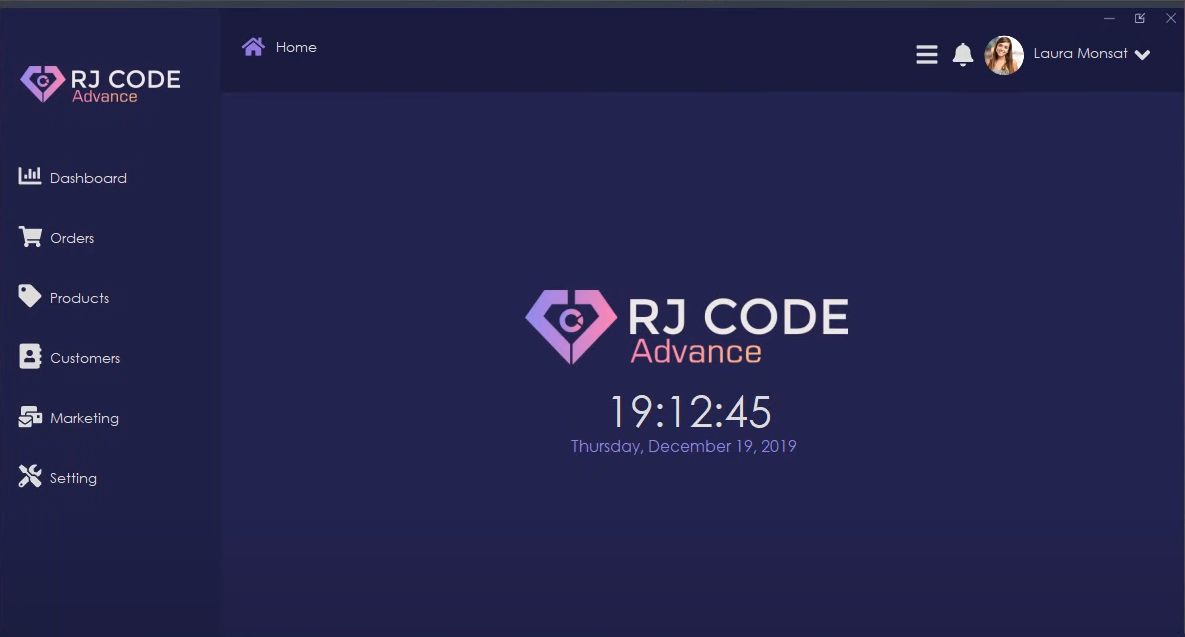 Home
Laura Monsat
RJ CODE
Advance
Dashboard
Orders
Products
Customers
Marketing
Setting
RJ CODE
Advance
19:12:45
Thursday, December 19, 2019